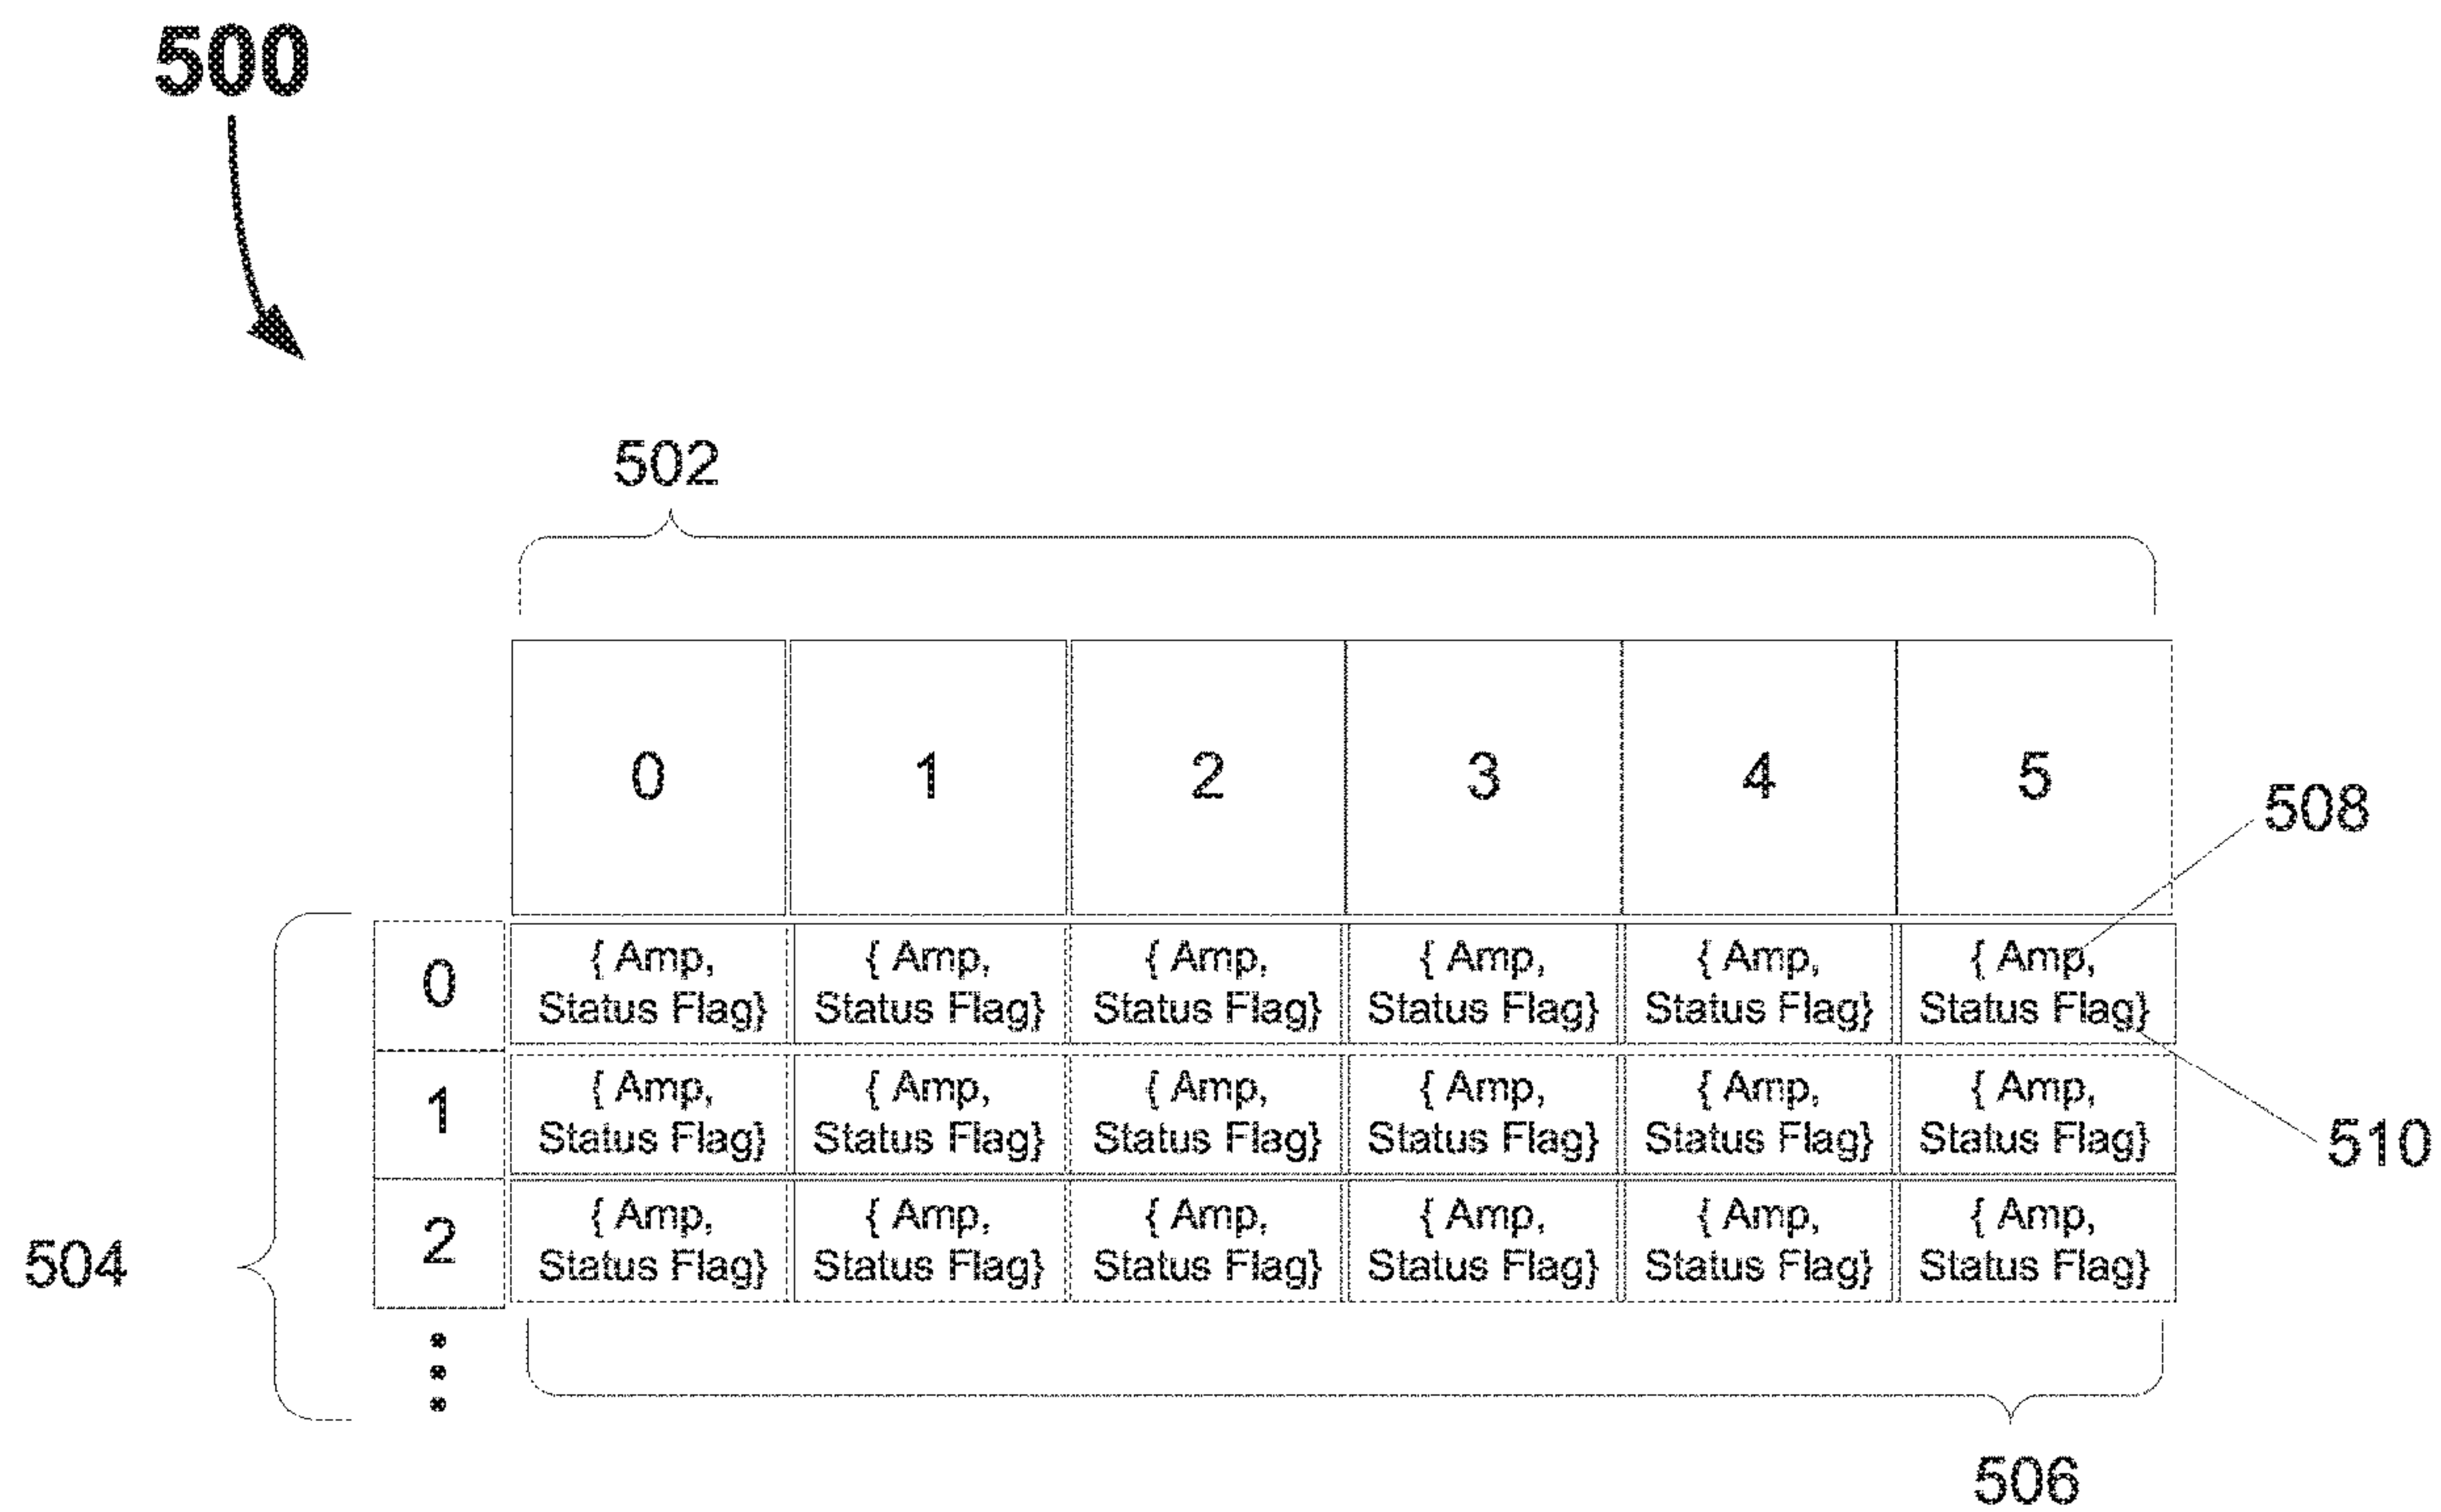 500
502
0 1 2 3 4 5
508
0 { Amp, { Amp, { Amp, { Amp, { Amp, { Amp,
Status Flag} Status Flag} Status Flag} Status Flag} Status Flag} Status Flag}
1 { Amp, { Amp, { Amp, { Amp, { Amp, { Amp,
Status Flag} Status Flag} Status Flag} Status Flag} Status Flag} Status Flag}
510
2 { Amp, { Amp, { Amp, { Amp, { Amp, { Amp,
Status Flag} Status Flag} Status Flag} Status Flag} Status Flag} Status Flag}
504
506